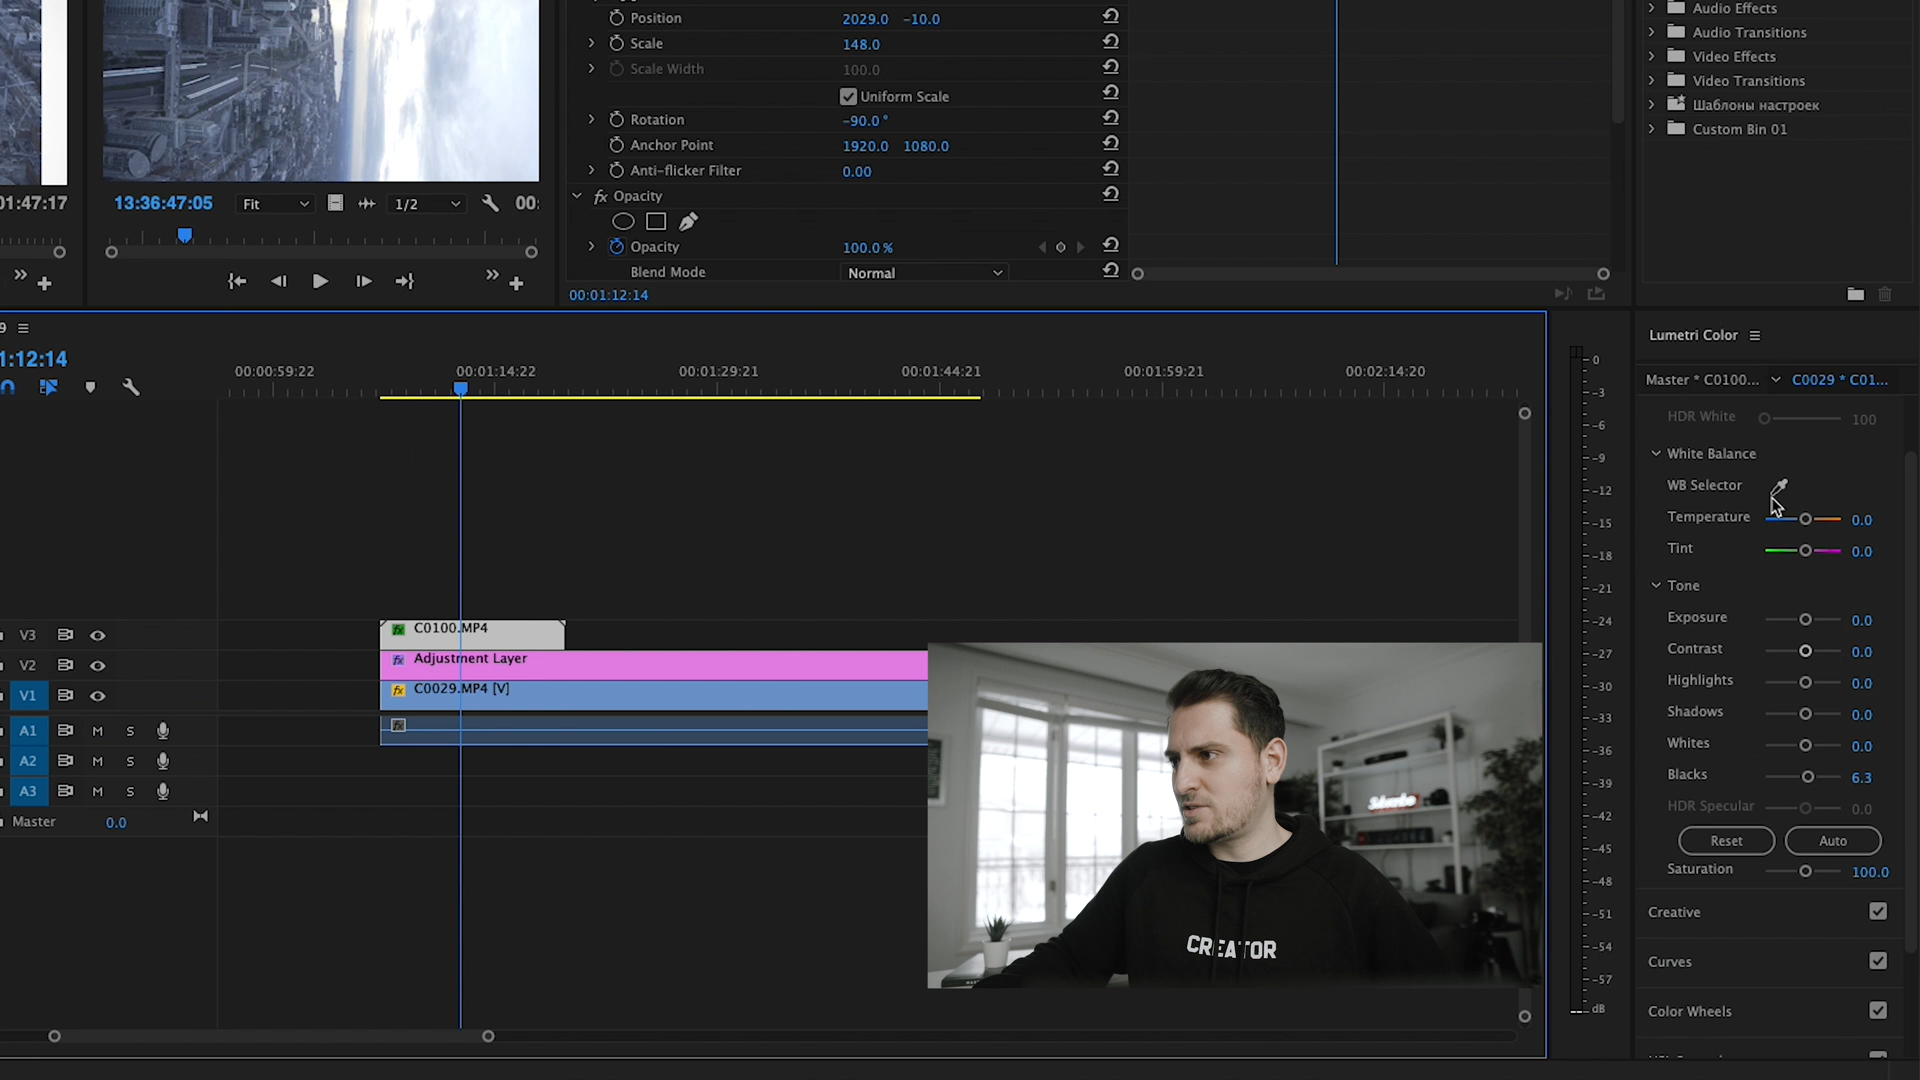 Position 2029.0 -10.0
Scale 148.0
Scale Width 100.0
Uniform Scale
Rotation -90.0 °
Anchor Point 1920.0 1080.0
Anti-flicker Filter 0.00
fx Opacity
Opacity 100.0 %
Blend Mode Normal
00:01:12:14
01:47:17
13:36:47:05 Fit 1/2 00:
Audio Effects
Audio Transitions
Video Effects
Video Transitions
Шаблоны настроек
Custom Bin 01
9
1:12:14
00:00:59:22 00:01:14:22 00:01:29:21 00:01:44:21 00:01:59:21 00:02:14:20
V3 fx C0100.MP4
V2 fx Adjustment Layer
V1 fx C0029.MP4 [V]
A1 M S fx
A2 M S
A3 M S
Master 0.0
CREATOR
0
-3
-6
-9
-12
-15
-18
-21
-24
-27
-30
-33
-36
-39
-42
-45
-48
-51
-54
-57
dB
Lumetri Color
Master * C0100... C0029 * C01...
HDR White 100
White Balance
WB Selector
Temperature 0.0
Tint 0.0
Tone
Exposure 0.0
Contrast 0.0
Highlights 0.0
Shadows 0.0
Whites 0.0
Blacks 6.3
HDR Specular 0.0
Reset Auto
Saturation 100.0
Creative
Curves
Color Wheels